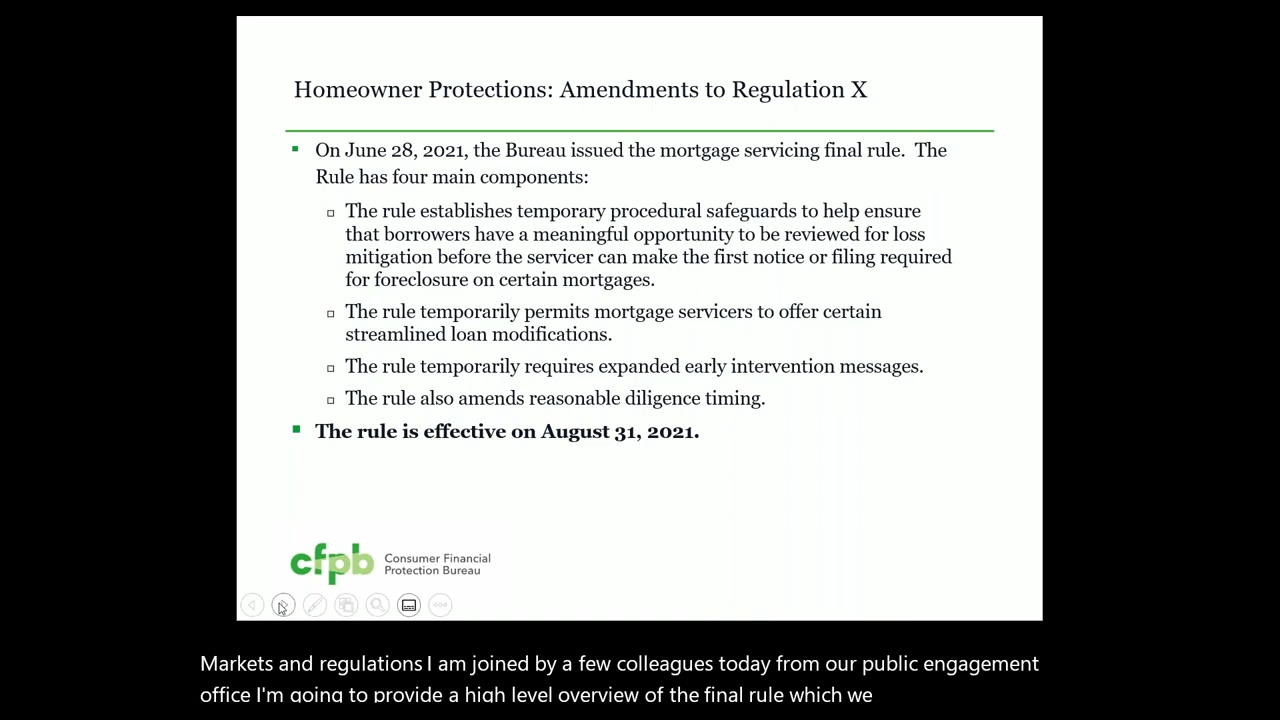 Homeowner Protections: Amendments to Regulation X
On June 28, 2021, the Bureau issued the mortgage servicing final rule. The
Rule has four main components:
The rule establishes temporary procedural safeguards to help ensure
that borrowers have a meaningful opportunity to be reviewed for loss
mitigation before the servicer can make the first notice or filing required
for foreclosure on certain mortgages.
The rule temporarily permits mortgage servicers to offer certain
streamlined loan modifications.
The rule temporarily requires expanded early intervention messages.
The rule also amends reasonable diligence timing.
The rule is effective on August 31, 2021.
cfpb
Consumer Financial
Protection Bureau
Markets and regulations I am joined by a few colleagues today from our public engagement
office I'm going to provide a high level overview of the final rule which we